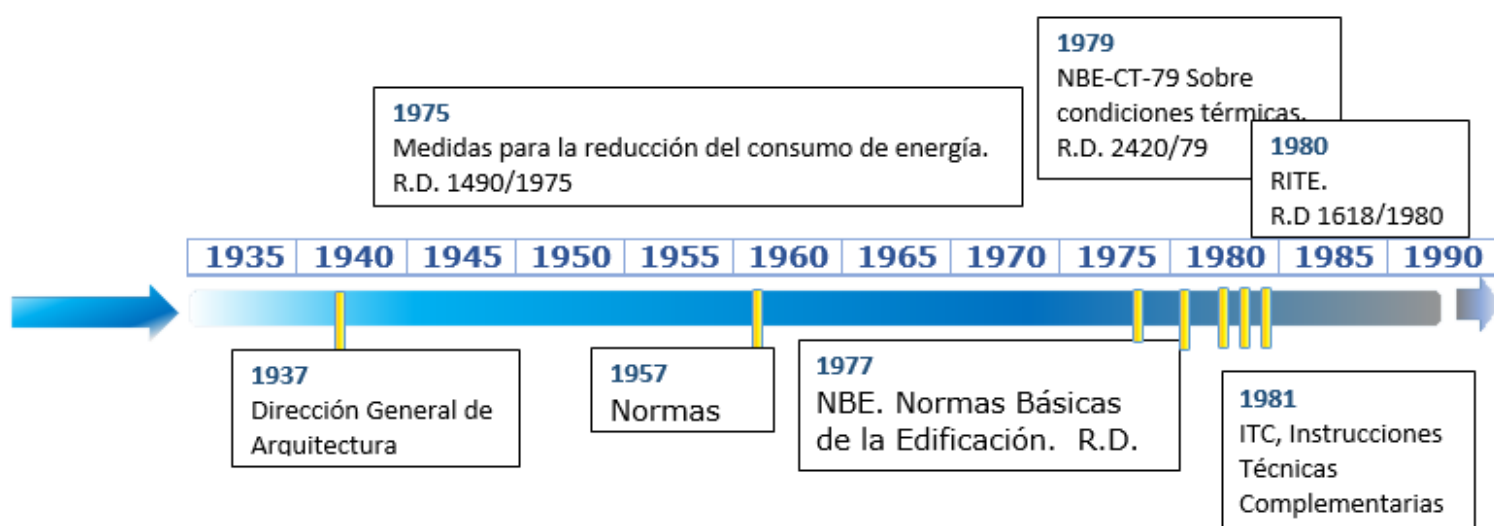 1979
NBE-CT-79 Sobre
condiciones térmicas.
R.D. 2420/79
1975
Medidas para la reducción del consumo de energía.
R.D. 1490/1975
1980
RITE.
R.D 1618/1980
1935 1940 1945 1950 1955 1960 1965 1970 1975 1980 1985 1990
1937
Dirección General de
Arquitectura
1957
Normas
1977
NBE. Normas Básicas
de la Edificación. R.D.
1981
ITC, Instrucciones
Técnicas
Complementarias